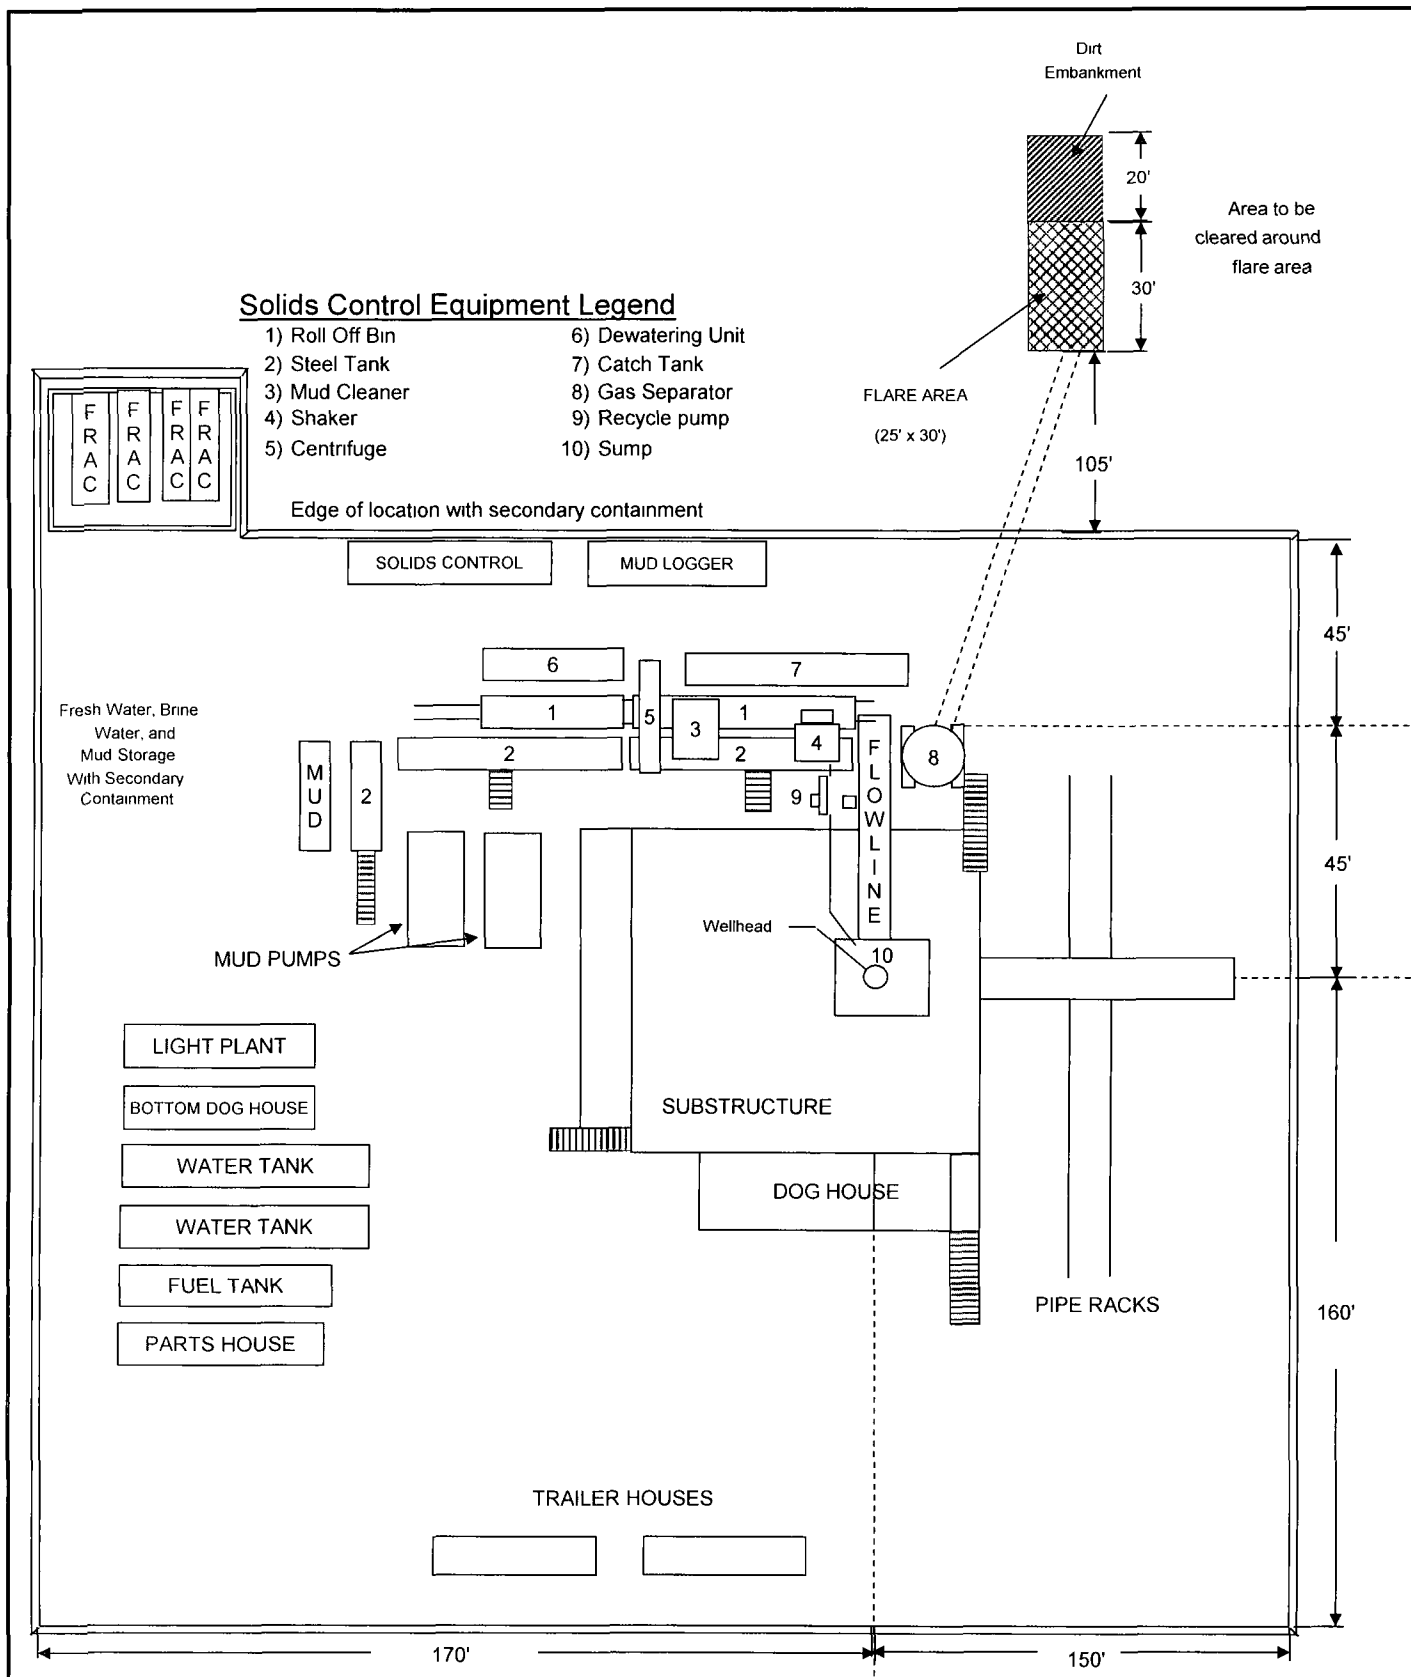 Dirt
Embankment
20'
Area to be
cleared around
flare area
30'
Solids Control Equipment Legend
1) Roll Off Bin
2) Steel Tank
3) Mud Cleaner
4) Shaker
5) Centrifuge
6) Dewatering Unit
7) Catch Tank
8) Gas Separator
9) Recycle pump
10) Sump
FLARE AREA
(25' x 30')
105'
FRAC
FRAC
FRAC
FRAC
Edge of location with secondary containment
SOLIDS CONTROL
MUD LOGGER
45'
6
7
1
5
3
1
4
2
2
8
9
FLOWLINE
Fresh Water, Brine
Water, and
Mud Storage
With Secondary
Containment
MUD
2
45'
MUD PUMPS
Wellhead
10
LIGHT PLANT
BOTTOM DOG HOUSE
WATER TANK
WATER TANK
FUEL TANK
PARTS HOUSE
SUBSTRUCTURE
DOG HOUSE
PIPE RACKS
160'
TRAILER HOUSES
170'
150'